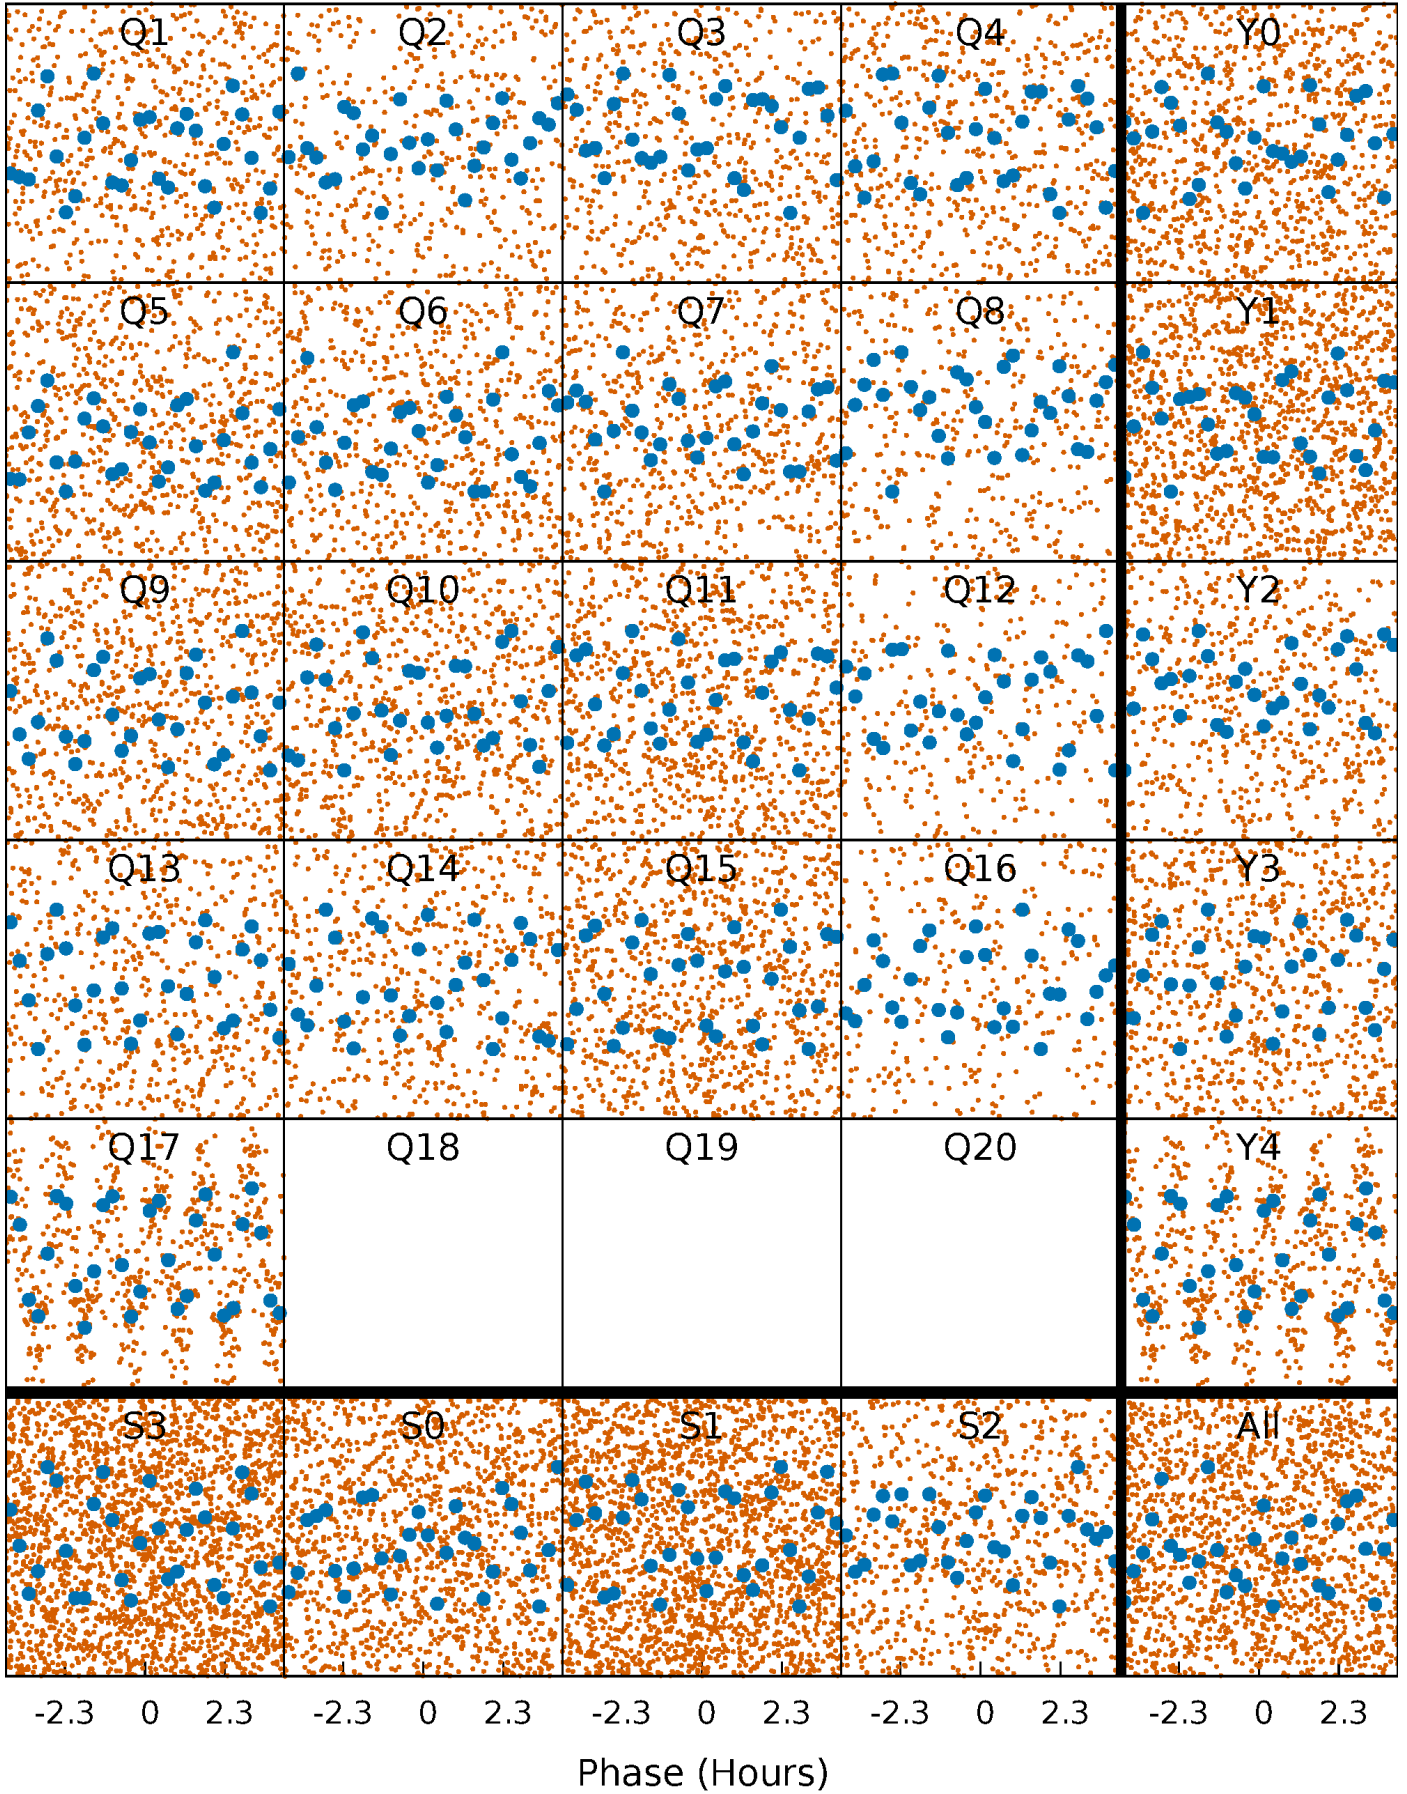 Q1 Q2 Q3 Q4 Y0
Q5 Q6 Q7 Q8 Y1
Q9 Q10 Q11 Q12 Y2
Q13 Q14 Q15 Q16 Y3
Q17 Q18 Q19 Q20 Y4
S3 S0 S1 S2 All
-2.3 0 2.3 -2.3 0 2.3 -2.3 0 2.3 -2.3 0 2.3 -2.3 0 2.3
Phase (Hours)